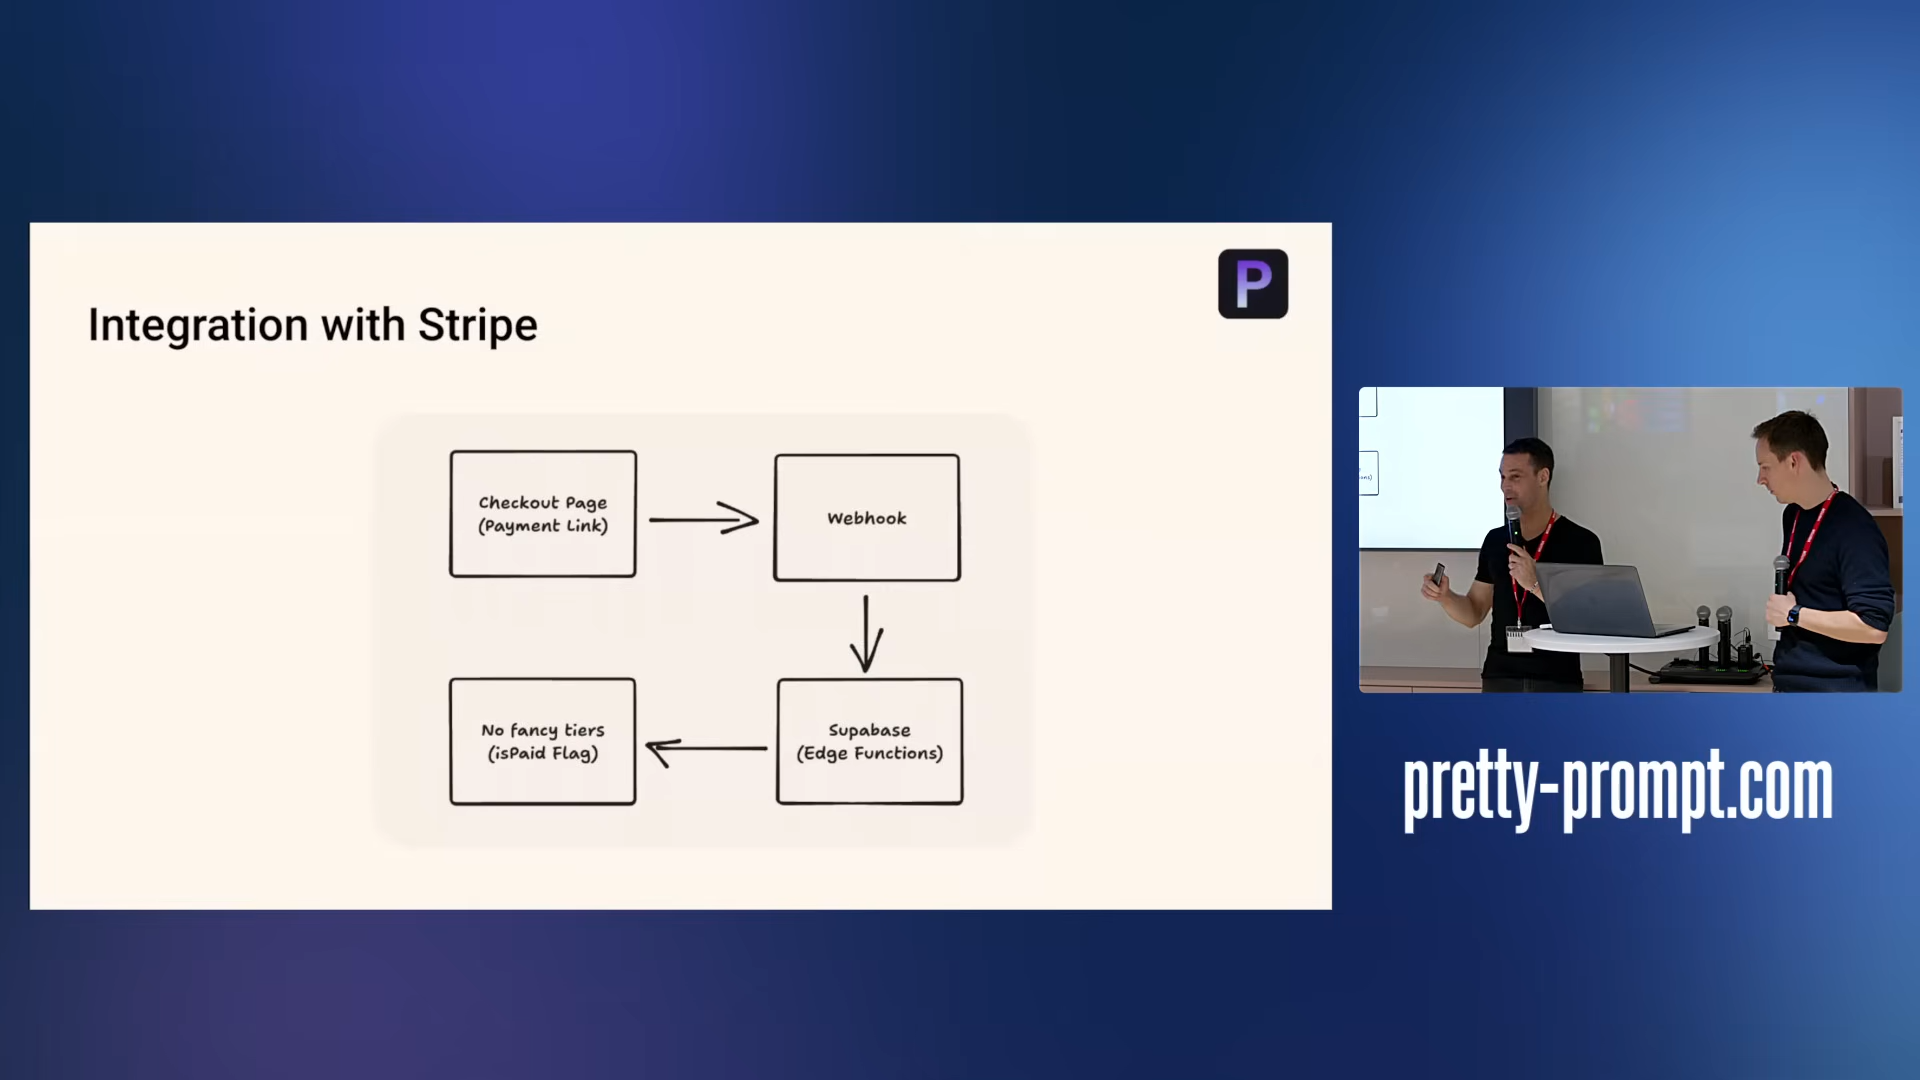 P
Integration with Stripe
Checkout Page
(Payment Link)
Webhook
No fancy tiers
(isPaid Flag)
Supabase
(Edge Functions)
pretty-prompt.com